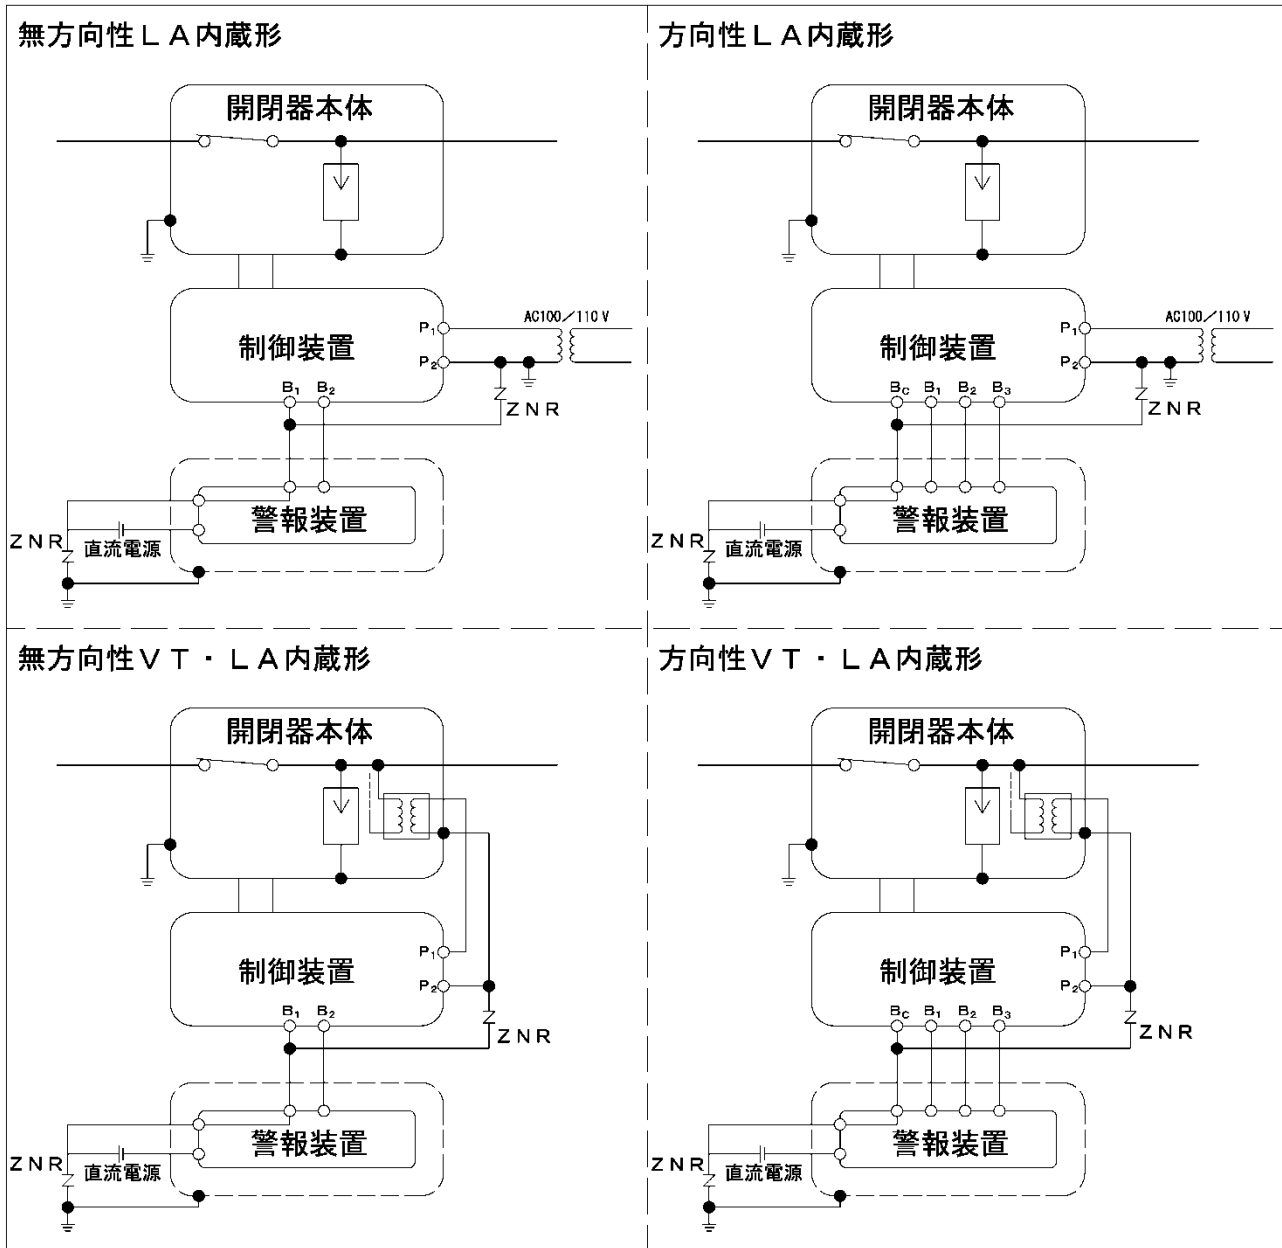 無方向性ＬＡ内蔵形
開閉器本体
制御装置
P₁
P₂
AC100／110Ｖ
B₁ B₂
ＺＮＲ
警報装置
ＺＮＲ
直流電源
方向性ＬＡ内蔵形
開閉器本体
制御装置
P₁
P₂
AC100／110Ｖ
Bc B₁ B₂ B₃
ＺＮＲ
警報装置
ＺＮＲ
直流電源
無方向性ＶＴ・ＬＡ内蔵形
開閉器本体
制御装置
P₁
P₂
B₁ B₂
ＺＮＲ
警報装置
ＺＮＲ
直流電源
方向性ＶＴ・ＬＡ内蔵形
開閉器本体
制御装置
P₁
P₂
Bc B₁ B₂ B₃
ＺＮＲ
警報装置
ＺＮＲ
直流電源